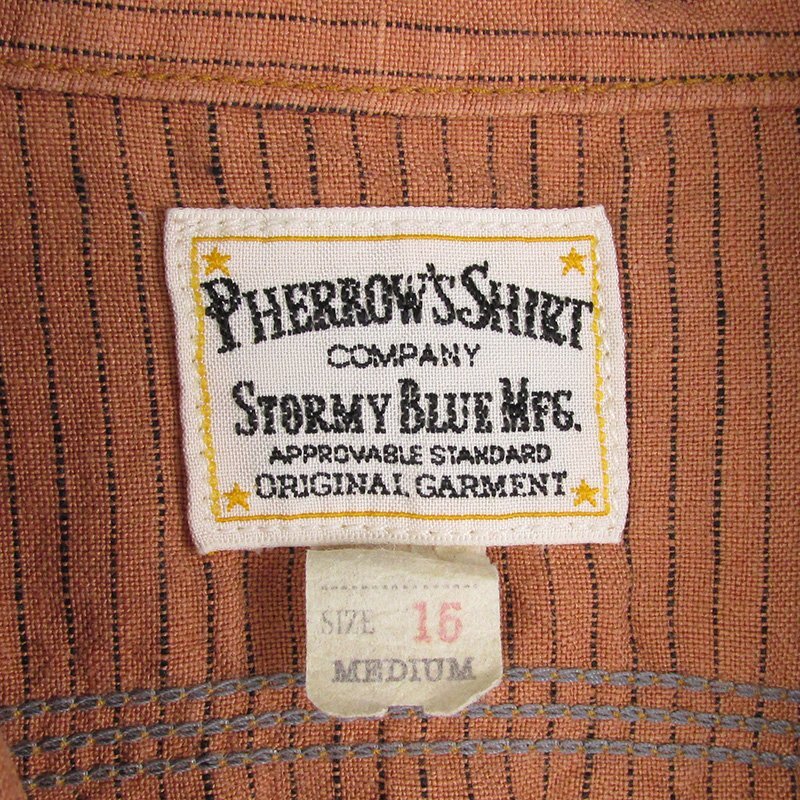 PHERROW'S SHIRT
COMPANY
STORMY BLUE MFG.
APPROVABLE STANDARD
ORIGINAL GARMENT
SIZE 16
MEDIUM